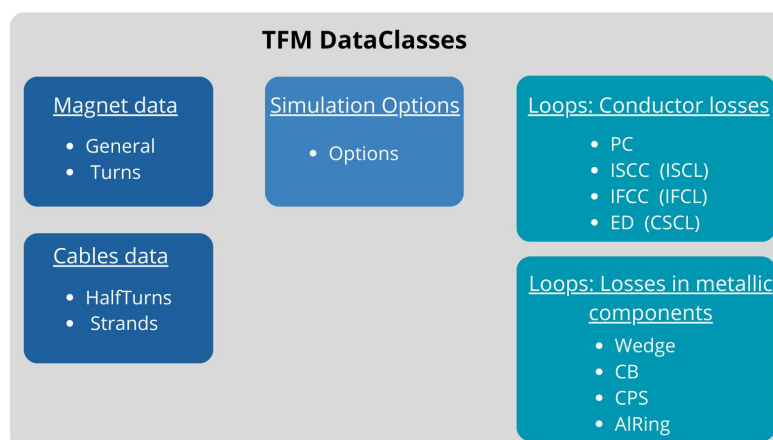 TFM DataClasses
Magnet data
General
Turns
Cables data
HalfTurns
Strands
Simulation Options
Options
Loops: Conductor losses
PC
ISCC (ISCL)
IFCC (IFCL)
ED (CSCL)
Loops: Losses in metallic
components
Wedge
CB
CPS
AlRing